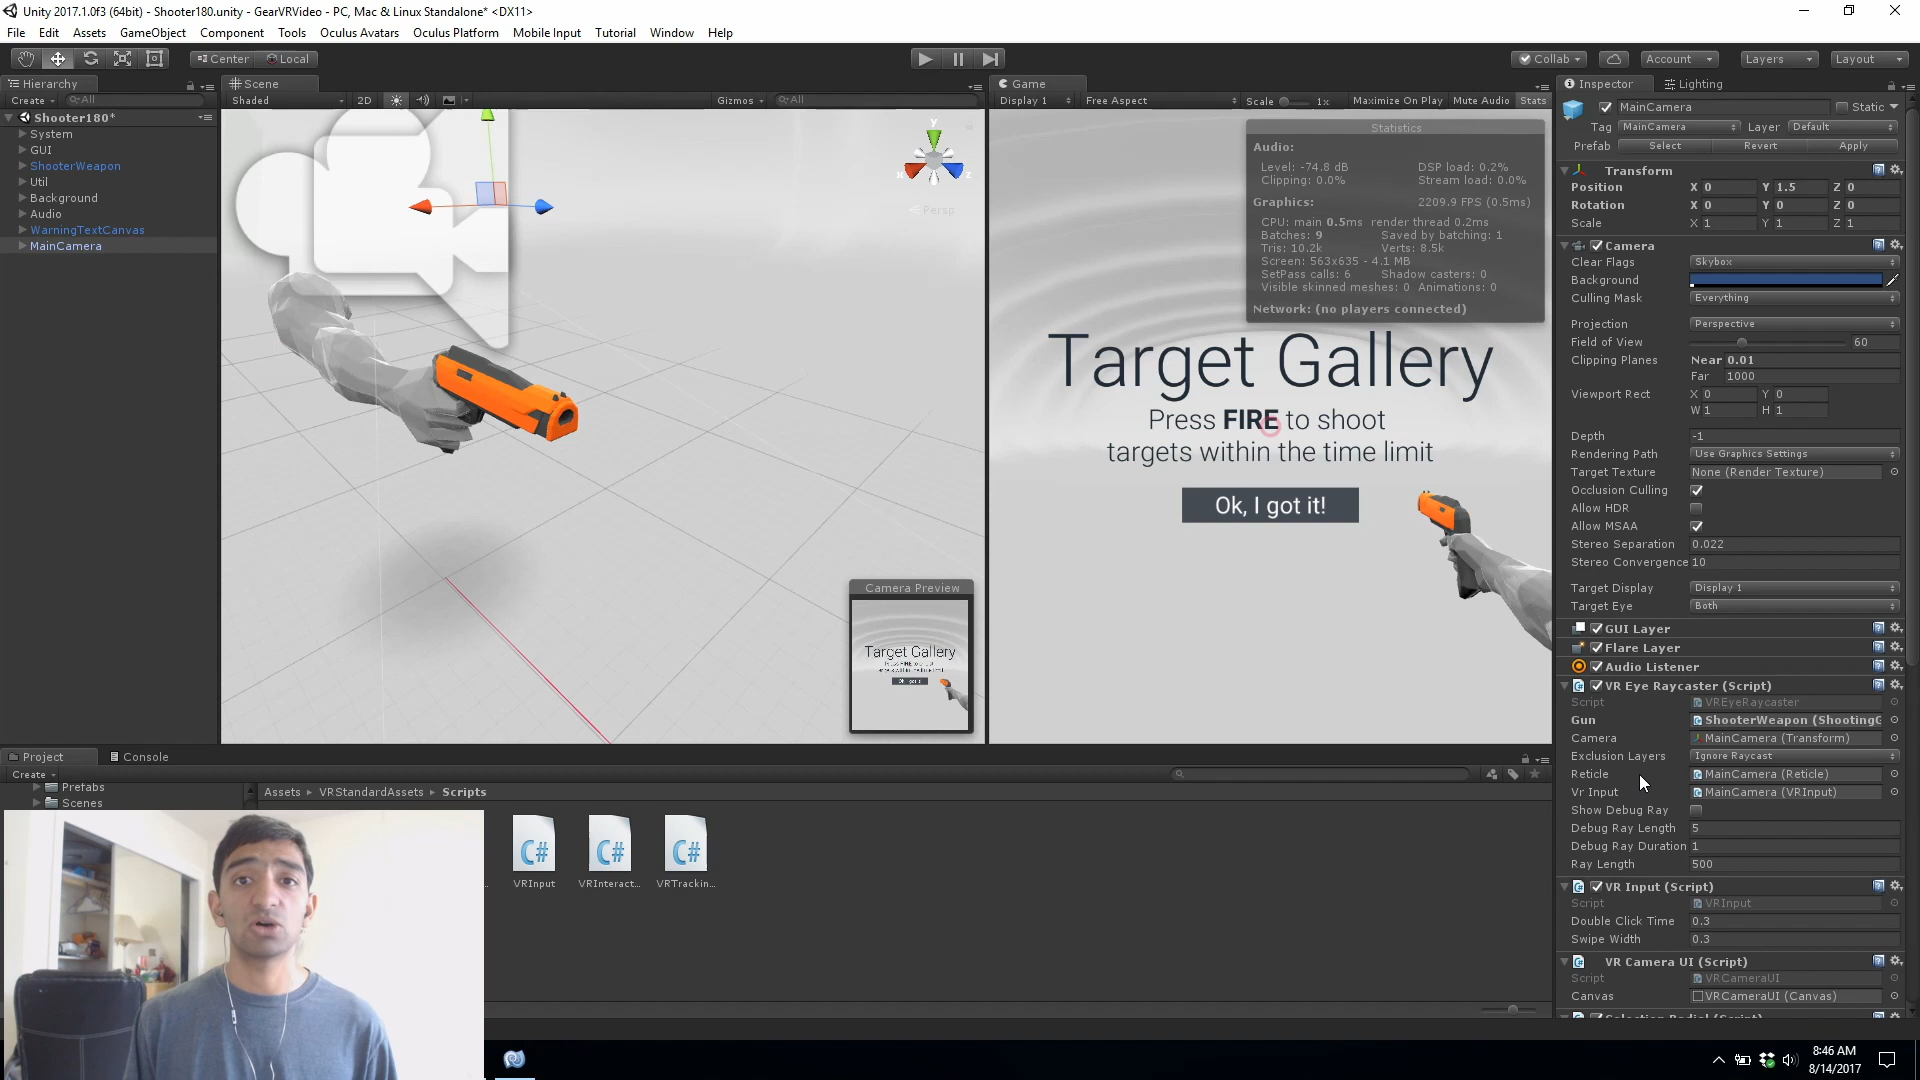 Unity 2017.1.0f3 (64bit) - Shooter180.unity - GearVRVideo - PC, Mac & Linux Standalone* <DX11>
File Edit Assets GameObject Component Tools Oculus Avatars Oculus Platform Mobile Input Tutorial Window Help
Center Local
Collab Account Layers Layout
Hierarchy
Create All
Shooter180*
System
GUI
ShooterWeapon
Util
Background
Audio
WarningTextCanvas
MainCamera
Scene
Shaded 2D Gizmos All
y
x z
Persp
Camera Preview
Target Gallery
Game
Display 1 Free Aspect Scale 1x Maximize On Play Mute Audio Stats
Statistics
Audio:
Level: -74.8 dB DSP load: 0.2%
Clipping: 0.0% Stream load: 0.0%
Graphics: 2209.9 FPS (0.5ms)
CPU: main 0.5ms render thread 0.2ms
Batches: 9 Saved by batching: 1
Tris: 10.2k Verts: 8.5k
Screen: 563x635 - 4.1 MB
SetPass calls: 6 Shadow casters: 0
Visible skinned meshes: 0 Animations: 0
Network: (no players connected)
Target Gallery
Press FIRE to shoot
targets within the time limit
Ok, I got it!
Inspector Lighting
MainCamera Static
Tag MainCamera Layer Default
Prefab Select Revert Apply
Transform
Position X 0 Y 1.5 Z 0
Rotation X 0 Y 0 Z 0
Scale X 1 Y 1 Z 1
Camera
Clear Flags Skybox
Background
Culling Mask Everything
Projection Perspective
Field of View 60
Clipping Planes Near 0.01
Far 1000
Viewport Rect X 0 Y 0
W 1 H 1
Depth -1
Rendering Path Use Graphics Settings
Target Texture None (Render Texture)
Occlusion Culling
Allow HDR
Allow MSAA
Stereo Separation 0.022
Stereo Convergence 10
Target Display Display 1
Target Eye Both
GUI Layer
Flare Layer
Audio Listener
VR Eye Raycaster (Script)
Script VREyeRaycaster
Gun ShooterWeapon (ShootingG
Camera MainCamera (Transform)
Exclusion Layers Ignore Raycast
Reticle MainCamera (Reticle)
Vr Input MainCamera (VRInput)
Show Debug Ray
Debug Ray Length 5
Debug Ray Duration 1
Ray Length 500
VR Input (Script)
Script VRInput
Double Click Time 0.3
Swipe Width 0.3
VR Camera UI (Script)
Script VRCameraUI
Canvas VRCameraUI (Canvas)
Selection Radial (Script)
Project Console
Create
Prefabs
Scenes
Assets VRStandardAssets Scripts
C# C# C#
VRInput VRInteract... VRTrackin...
8:46 AM
8/14/2017